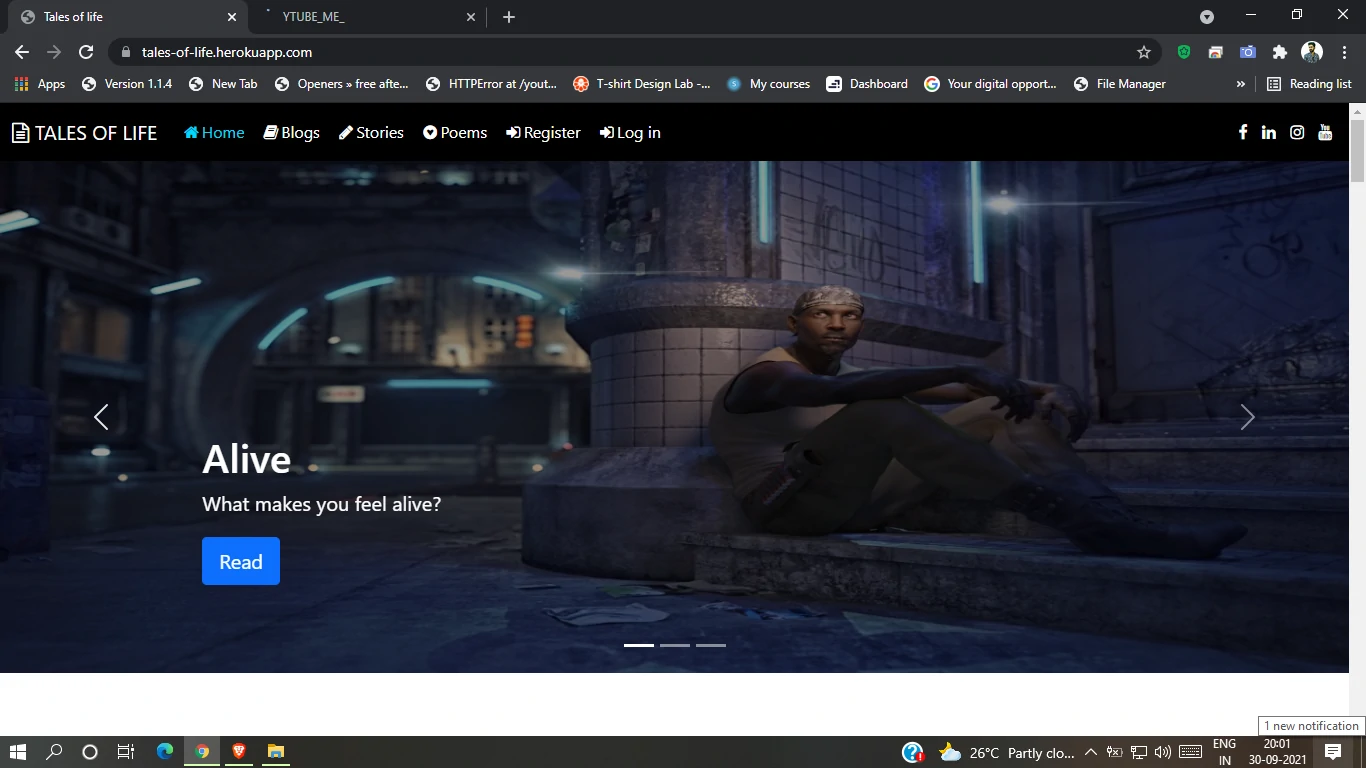 Tales of life
YTUBE_ME_
tales-of-life.herokuapp.com
Apps
Version 1.1.4
New Tab
Openers » free afte...
HTTPError at /yout...
T-shirt Design Lab -...
My courses
Dashboard
Your digital opport...
File Manager
»
Reading list
TALES OF LIFE
Home
Blogs
Stories
Poems
Register
Log in
You
Tube
Alive
What makes you feel alive?
Read
1 new notification
26°C Partly clo...
ENG
IN
20:01
30-09-2021